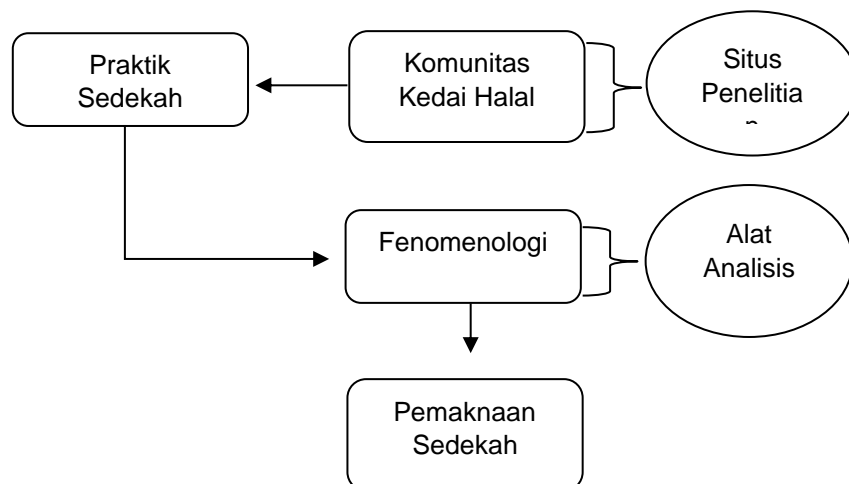 Praktik
Sedekah
Komunitas
Kedai Halal
Situs
Penelitia
n
Fenomenologi
Alat
Analisis
Pemaknaan
Sedekah